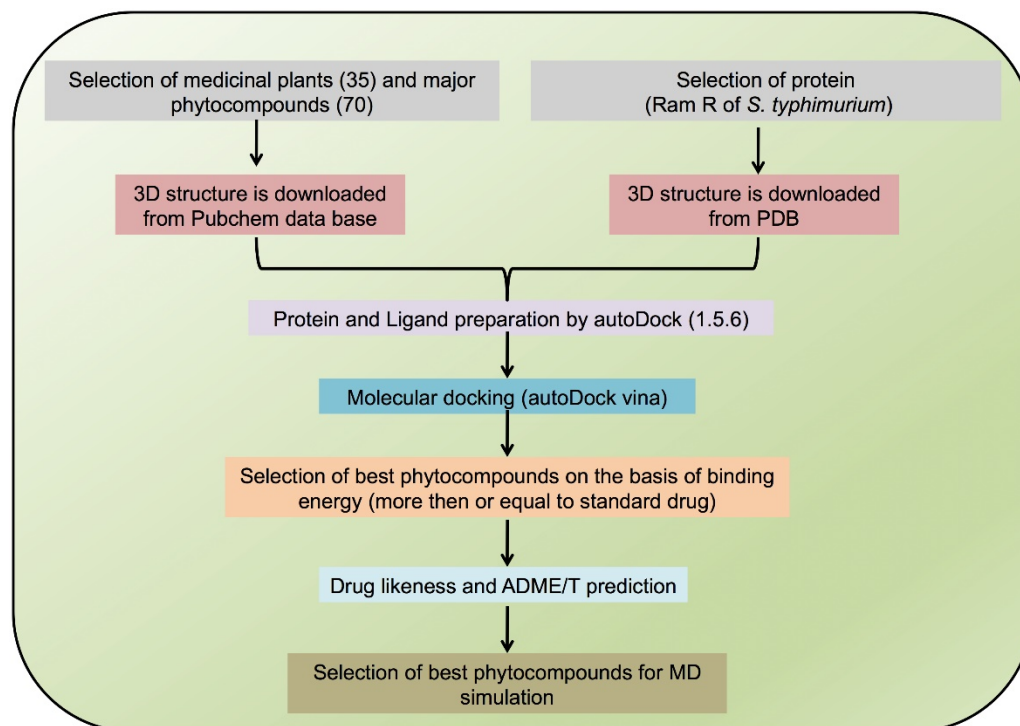 Selection of medicinal plants (35) and major
phytocompounds (70)
Selection of protein
(Ram R of S. typhimurium)
3D structure is downloaded
from Pubchem data base
3D structure is downloaded
from PDB
Protein and Ligand preparation by autoDock (1.5.6)
Molecular docking (autoDock vina)
Selection of best phytocompounds on the basis of binding
energy (more then or equal to standard drug)
Drug likeness and ADME/T prediction
Selection of best phytocompounds for MD
simulation